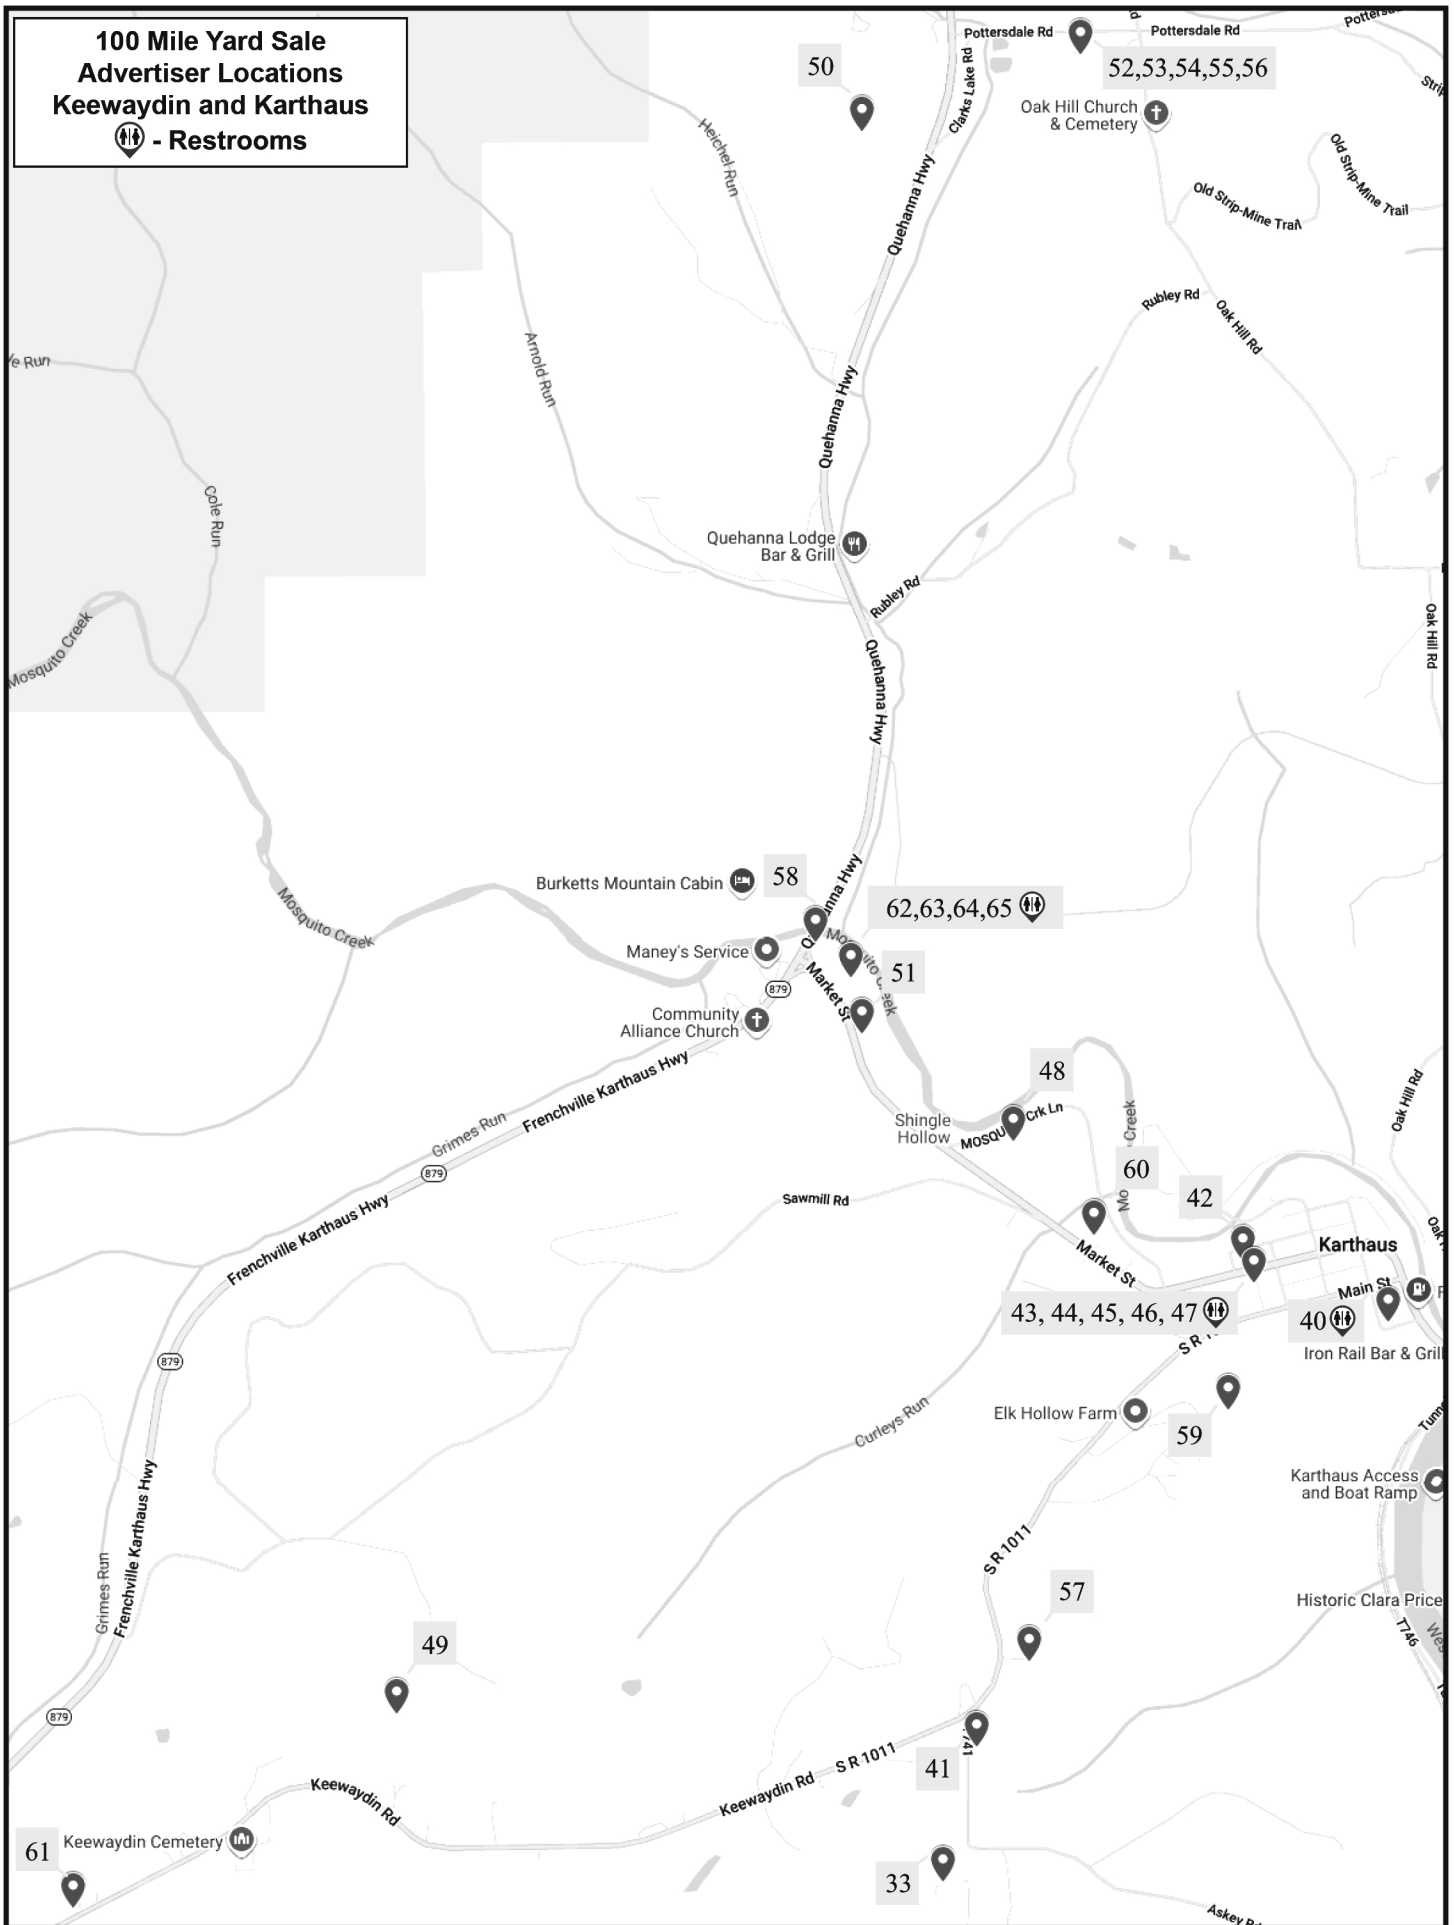 100 Mile Yard Sale
Advertiser Locations
Keewaydin and Karthaus
- Restrooms
Pottersdale Rd
Pottersdale Rd
50
52,53,54,55,56
Clarks Lake Rd
Oak Hill Church
& Cemetery
Heichel Run
Old Strip-Mine Trail
Old Strip-Mine Trail
Quehanna Hwy
Rubley Rd
Oak Hill Rd
Arnold Run
Quehanna Hwy
Cole Run
Quehanna Lodge
Bar & Grill
Rubley Rd
Mosquito Creek
Oak Hill Rd
Quehanna Hwy
58
Burketts Mountain Cabin
62,63,64,65
Mosquito Creek
Maney's Service
51
879
Market St
Community
Alliance Church
Frenchville Karthaus Hwy
48
Oak Hill Rd
Shingle
Hollow
Crk Ln
Creek
Grimes Run
879
60
42
Sawmill Rd
Frenchville Karthaus Hwy
Karthaus
Market St
Main St
43, 44, 45, 46, 47
40
Iron Rail Bar & Grill
879
Elk Hollow Farm
59
Curleys Run
Karthaus Access
and Boat Ramp
Frenchville Karthaus Hwy
S R 1011
Grimes Run
57
Historic Clara Price
T746
49
879
S R 1011
41
Keewaydin Rd
Keewaydin Rd
Keewaydin Cemetery
61
33